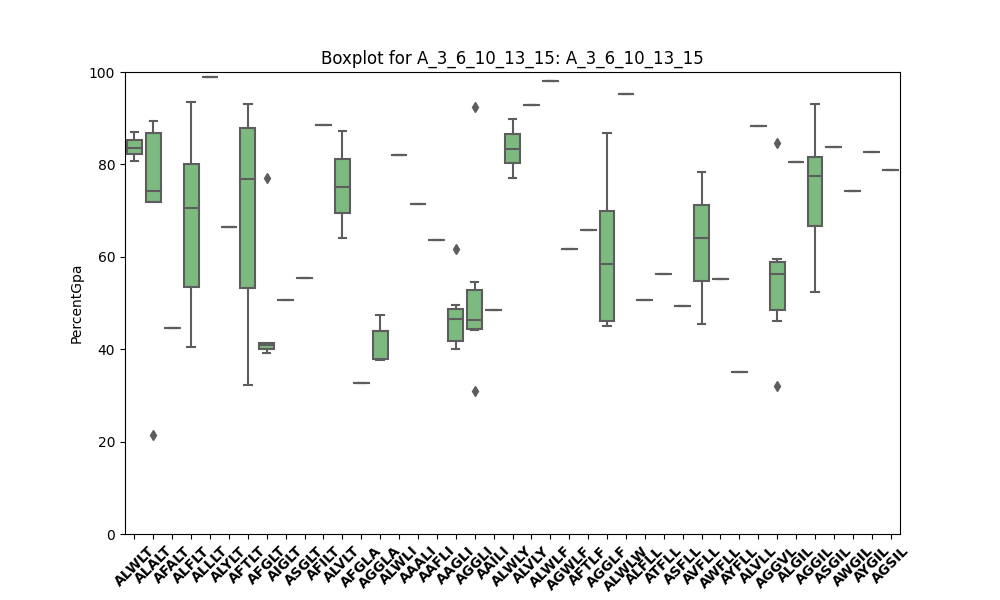 Boxplot for A_3_6_10_13_15: A_3_6_10_13_15
PercentGpa
100
80
60
40
20
0
ALWLT
ALALT
AFALT
ALFLT
ALLLT
ALYLT
AFTLT
AFGLT
AIGLT
ASGLT
AFILT
ALVLT
AFGLA
AGGLA
ALWLI
AAALI
AAFLI
AAGLI
AGGLI
AAILI
ALWLY
ALVLY
ALWLF
AGWLF
AFTLF
AGGLF
ALWLW
ALFLL
ATFLL
ASFLL
AVFLL
AWFLL
AYFLL
ALVLL
AGGVL
ALGIL
AGGIL
ASGIL
AWGIL
AYGIL
AGSIL